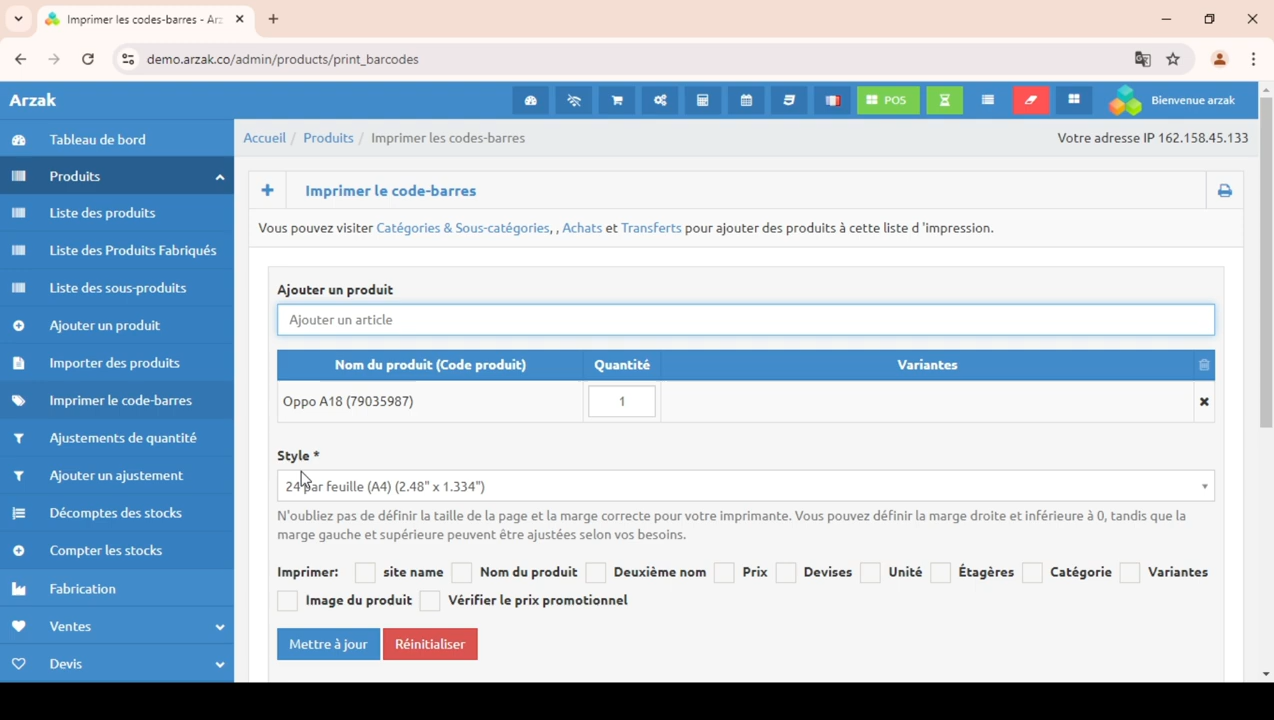 Imprimer les codes-barres - Arz
demo.arzak.co/admin/products/print_barcodes
Arzak
POS
Bienvenue arzak
Tableau de bord
Produits
Liste des produits
Liste des Produits Fabriqués
Liste des sous-produits
Ajouter un produit
Importer des produits
Imprimer le code-barres
Ajustements de quantité
Ajouter un ajustement
Décomptes des stocks
Compter les stocks
Fabrication
Ventes
Devis
Accueil / Produits / Imprimer les codes-barres
Votre adresse IP 162.158.45.133
Imprimer le code-barres
Vous pouvez visiter Catégories & Sous-catégories, , Achats et Transferts pour ajouter des produits à cette liste d 'impression.
Ajouter un produit
Ajouter un article
Nom du produit (Code produit) Quantité Variantes
Oppo A18 (79035987) 1
Style *
24 par feuille (A4) (2.48" x 1.334")
N'oubliez pas de définir la taille de la page et la marge correcte pour votre imprimante. Vous pouvez définir la marge droite et inférieure à 0, tandis que la
marge gauche et supérieure peuvent être ajustées selon vos besoins.
Imprimer: site name Nom du produit Deuxième nom Prix Devises Unité Étagères Catégorie Variantes
Image du produit Vérifier le prix promotionnel
Mettre à jour Réinitialiser